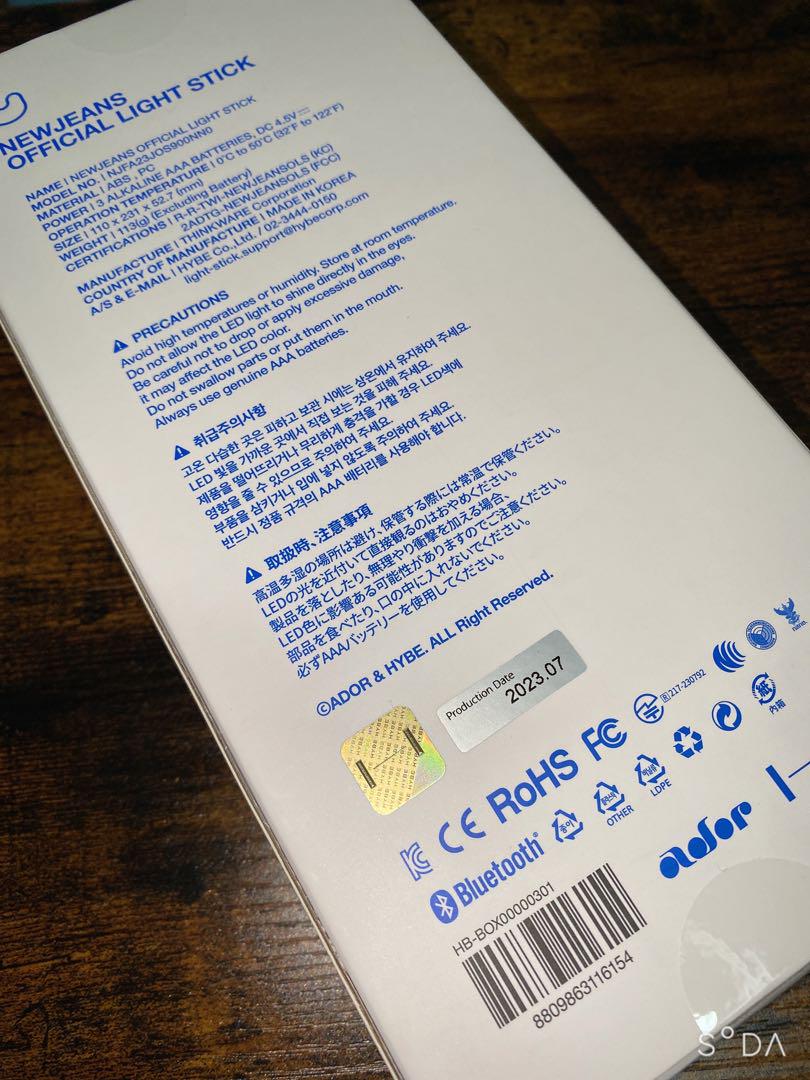 NEWJEANS
OFFICIAL LIGHT STICK
NAME | NEWJEANS OFFICIAL LIGHT STICK
MODEL NO. | NJFA23JOS900NN0
MATERIAL | ABS , PC
POWER | 3 ALKALINE AAA BATTERIES, DC 4.5V
OPERATION TEMPERATURE | 0°C to 50°C (32°F to 122°F)
SIZE | 110 x 231 x 52.7 (mm)
WEIGHT | 113(g) (Excluding Battery)
CERTIFICATIONS | R-R-TWI-NEWJEANSOLS (KC)
2ADTG-NEWJEANSOLS (FCC)
MANUFACTURE | THINKWARE Corporation
COUNTRY OF MANUFACTURE | MADE IN KOREA
A/S & E-MAIL | HYBE Co.,Ltd. / 02-3444-0150
light-stick.support@hybecorp.com
PRECAUTIONS
Avoid high temperatures or humidity. Store at room temperature.
Do not allow the LED light to shine directly in the eyes.
Be careful not to drop or apply excessive damage,
it may affect the LED color.
Do not swallow parts or put them in the mouth.
Always use genuine AAA batteries.
취급주의사항
고온 다습한 곳은 피하고 보관 시에는 상온에서 유지하여 주세요.
LED 빛을 가까운 곳에서 직접 보는 것을 피해 주세요.
제품을 떨어뜨리거나 무리하게 충격을 가할 경우 LED색에
영향을 줄 수 있으므로 주의하여 주세요.
부품을 삼키거나 입에 넣지 않도록 주의하여 주세요.
반드시 정품 규격의 AAA 배터리를 사용해야 합니다.
取扱時、注意事項
高温多湿の場所は避け、保管する際には常温で保管ください。
LEDの光を近付いて直接観るのはおやめください。
製品を落としたり、無理やり衝撃を加える場合、
LED色に影響ある可能性がありますのでご注意ください。
部品を食べたり、口の中に入れないでください。
必ずAAAバッテリーを使用してください。
©ADOR & HYBE. ALL Right Reserved.
Production Date 2023.07
HYBE
CE RoHS FC
R 217-230792
Bluetooth®
종이
OTHER
LDPE
紙
内箱
ador
HB-BOX00000301
8809863116154
SODA